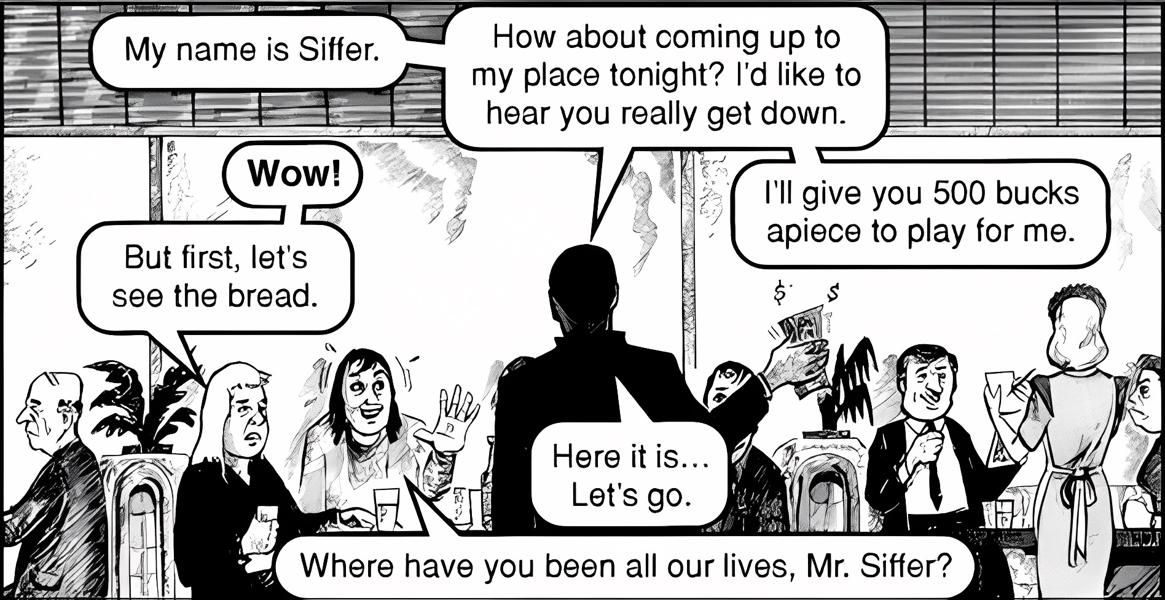 My name is Siffer.
How about coming up to
my place tonight? I'd like to
hear you really get down.
I'll give you 500 bucks
apiece to play for me.
Wow!
But first, let's
see the bread.
$ $
Here it is...
Let's go.
Where have you been all our lives, Mr. Siffer?